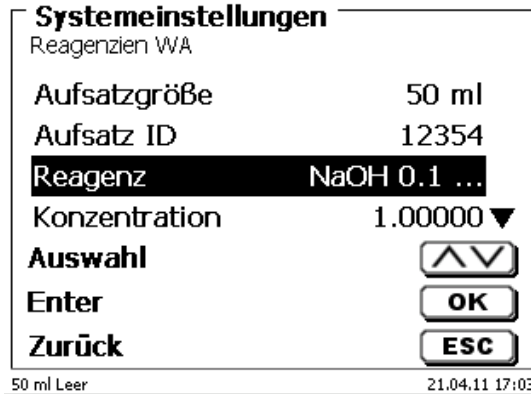 Systemeinstellungen
Reagenzien WA
Aufsatzgröße 50 ml
Aufsatz ID 12354
Reagenz NaOH 0.1 ...
Konzentration 1.00000
Auswahl
Enter OK
Zurück ESC
50 ml Leer 21.04.11 17:03